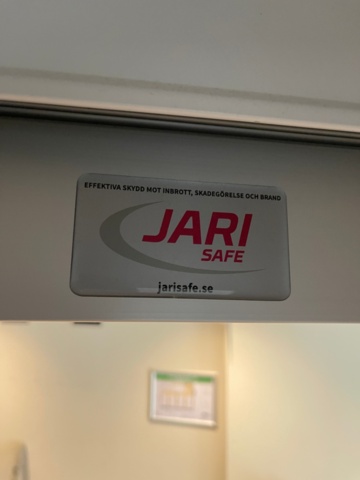 EFFEKTIVA SKYDD MOT INBROTT, SKADEGÖRELSE OCH BRAND
JARI
SAFE
jarisafe.se